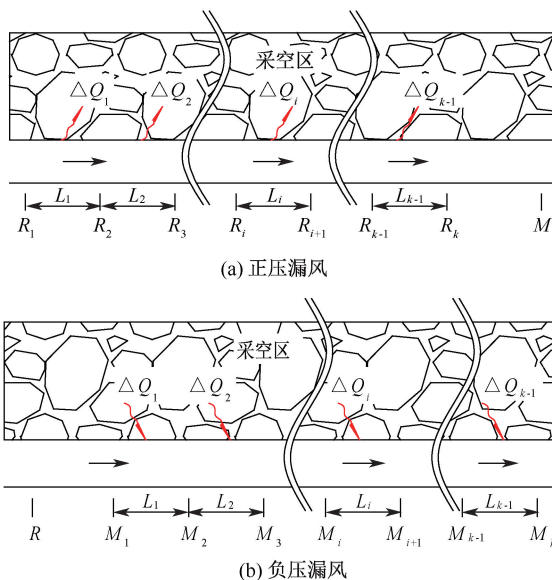 采空区
△Q1 △Q2 △Qi △Qk-1
L1 L2 Li Lk-1
R1 R2 R3 Ri Ri+1 Rk-1 Rk M
(a) 正压漏风
采空区
△Q1 △Q2 △Qi △Qk-1
L1 L2 Li Lk-1
R M1 M2 M3 Mi Mi+1 Mk-1 M
(b) 负压漏风